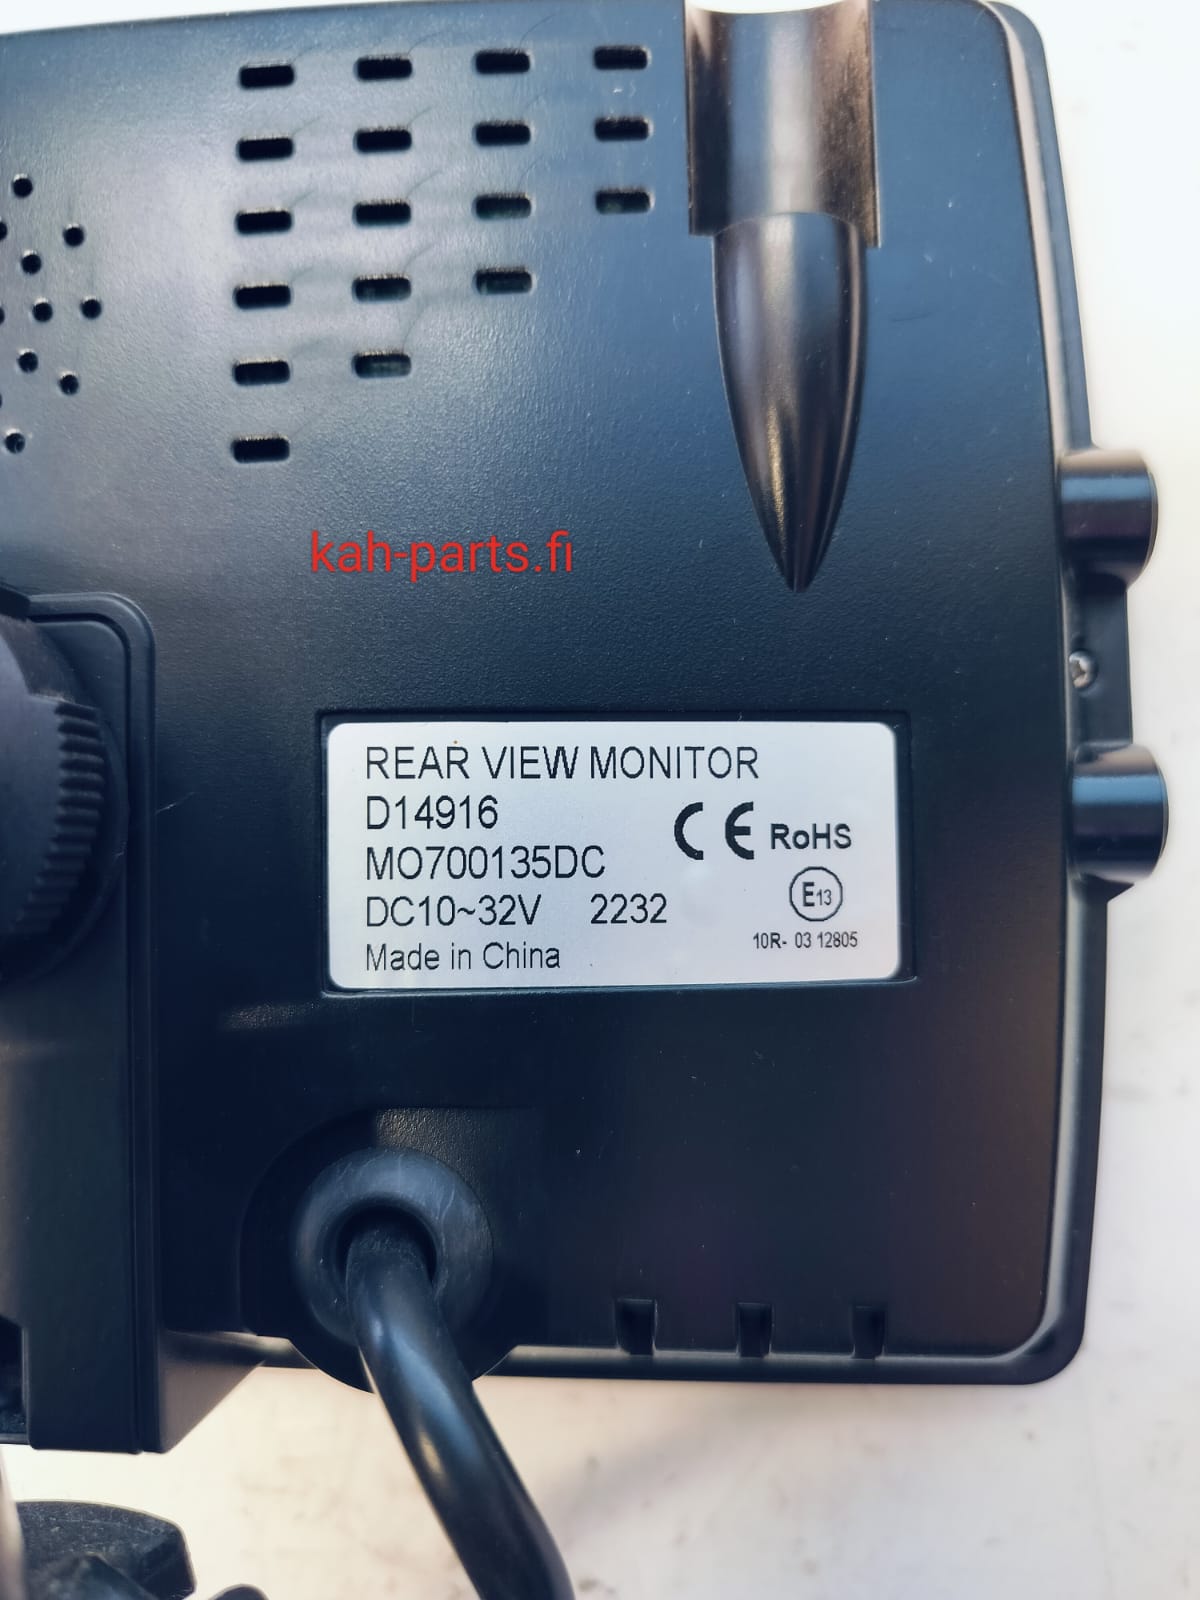 kah-parts.fi
REAR VIEW MONITOR
D14916
MO700135DC
CE RoHS
DC10~32V 2232
E13
Made in China
10R- 03 12805